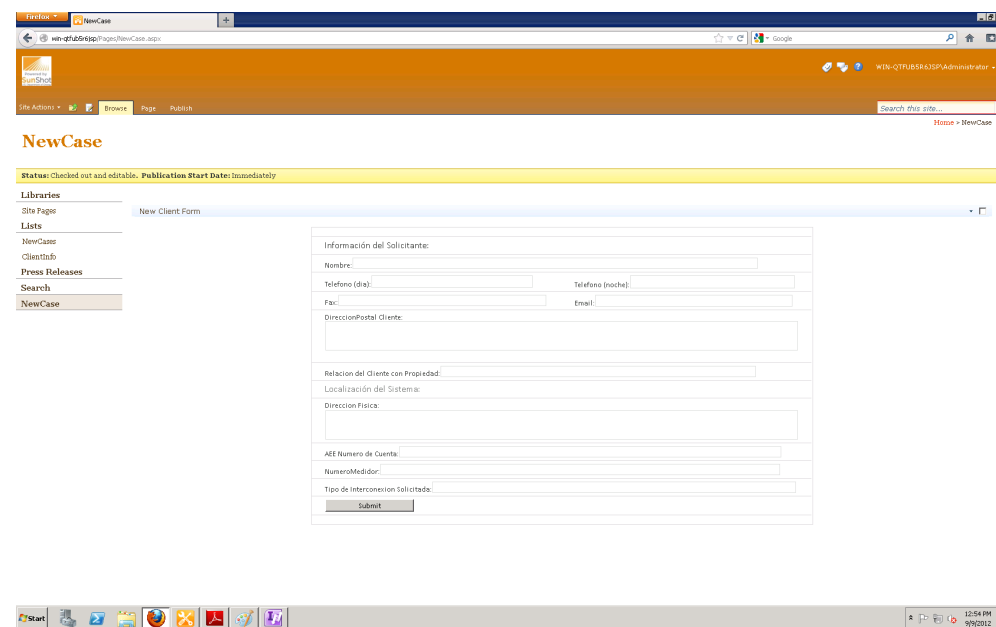 Firefox
NewCase
win-qtfub5r6jsp/Pages/NewCase.aspx
Google
Powered by
SunShot
WIN-QTFUB5R6JSP\Administrator
Site Actions
Browse
Page
Publish
Search this site...
Home > NewCase
NewCase
Status: Checked out and editable. Publication Start Date: Immediately
Libraries
Site Pages
Lists
NewCases
ClientInfo
Press Releases
Search
NewCase
New Client Form
Información del Solicitante:
Nombre:
Telefono (dia):
Telefono (noche):
Fax:
Email:
DireccionPostal Cliente:
Relacion del Cliente con Propiedad:
Localización del Sistema:
Direccion Fisica:
AEE Numero de Cuenta:
NumeroMedidor:
Tipo de Interconexion Solicitada:
Submit
Start
12:54 PM
9/9/2012